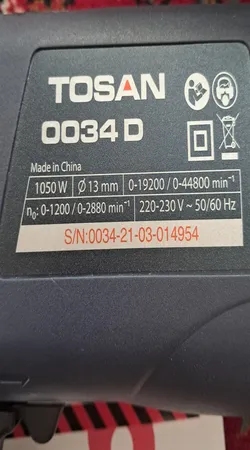 TOSAN
0034 D
Made in China
1050 W Ø 13 mm 0-19200 / 0-44800 min⁻¹
n₀: 0-1200 / 0-2880 min⁻¹ 220-230 V ~ 50/60 Hz
S/N:0034-21-03-014954